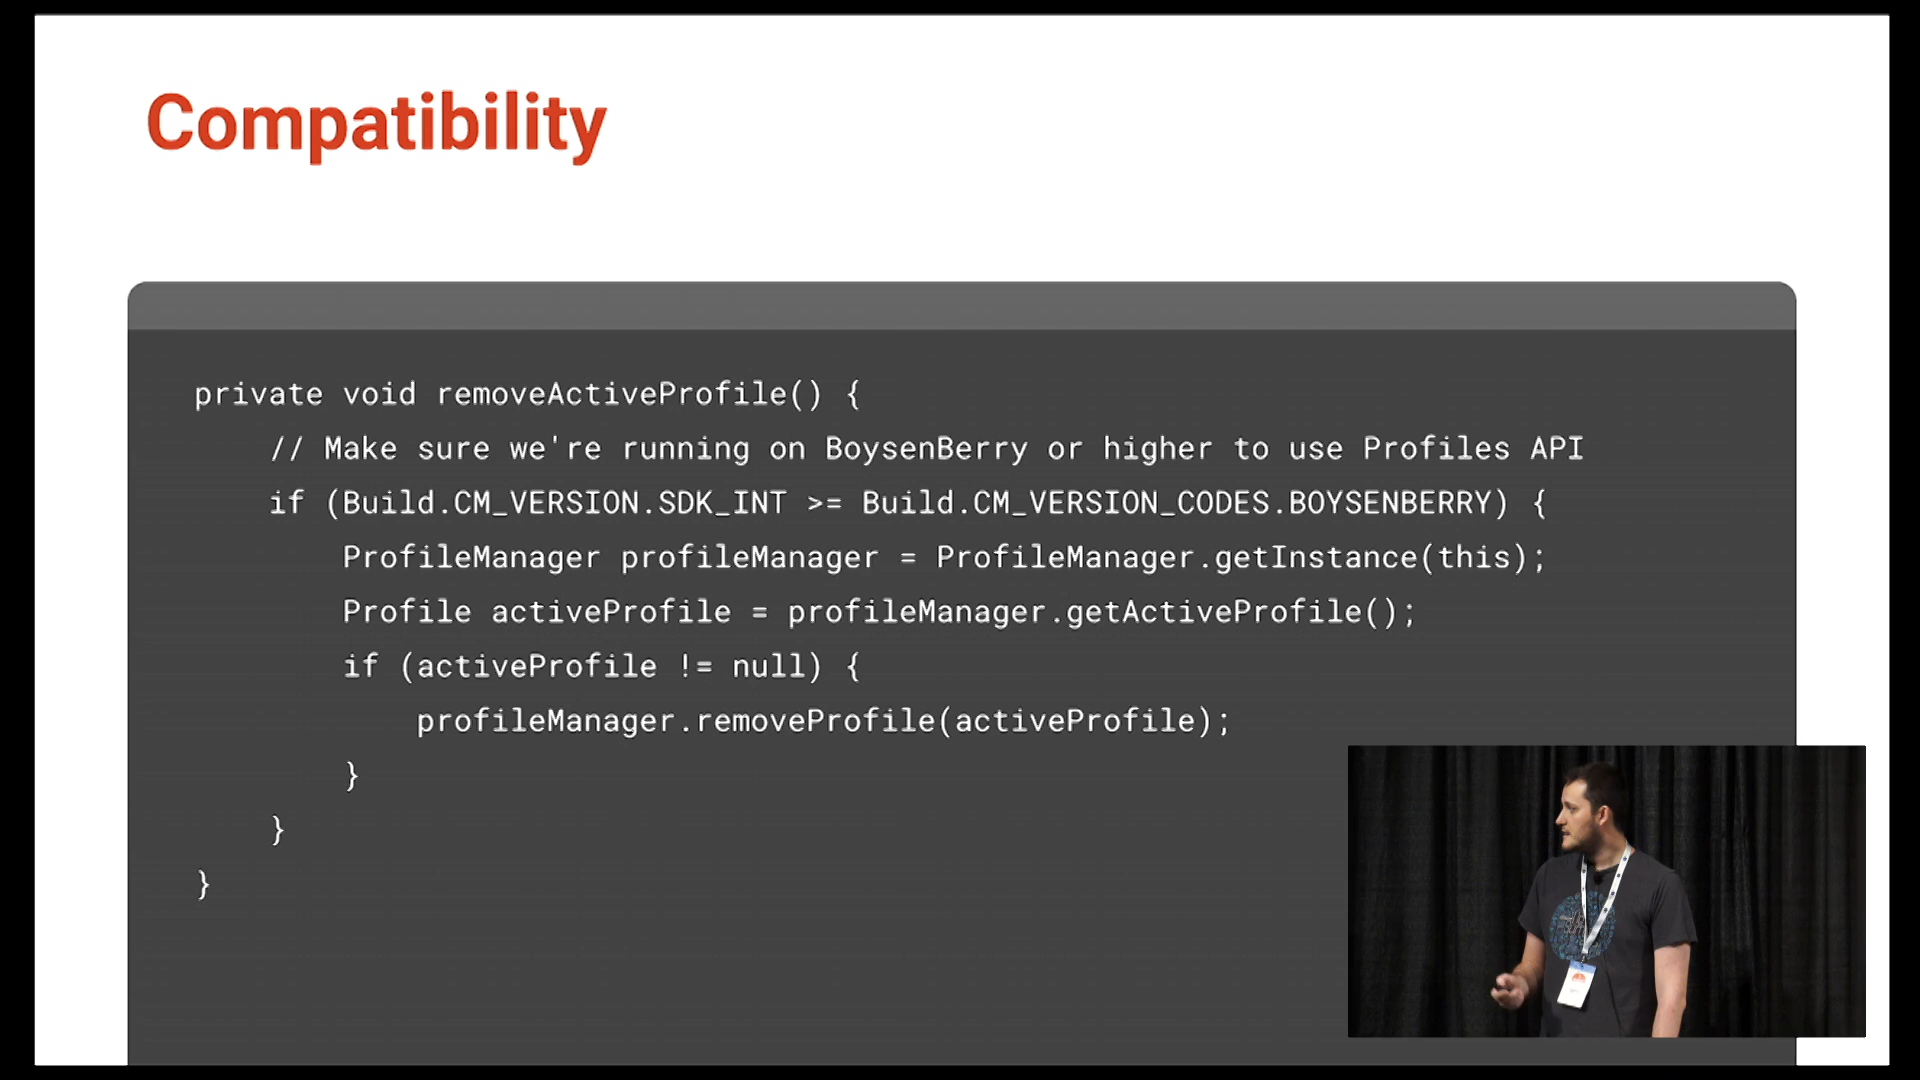 Compatibility
private void removeActiveProfile() {
// Make sure we're running on BoysenBerry or higher to use Profiles API
if (Build.CM_VERSION.SDK_INT >= Build.CM_VERSION_CODES.BOYSENBERRY) {
ProfileManager profileManager = ProfileManager.getInstance(this);
Profile activeProfile = profileManager.getActiveProfile();
if (activeProfile != null) {
profileManager.removeProfile(activeProfile);
}
}
}